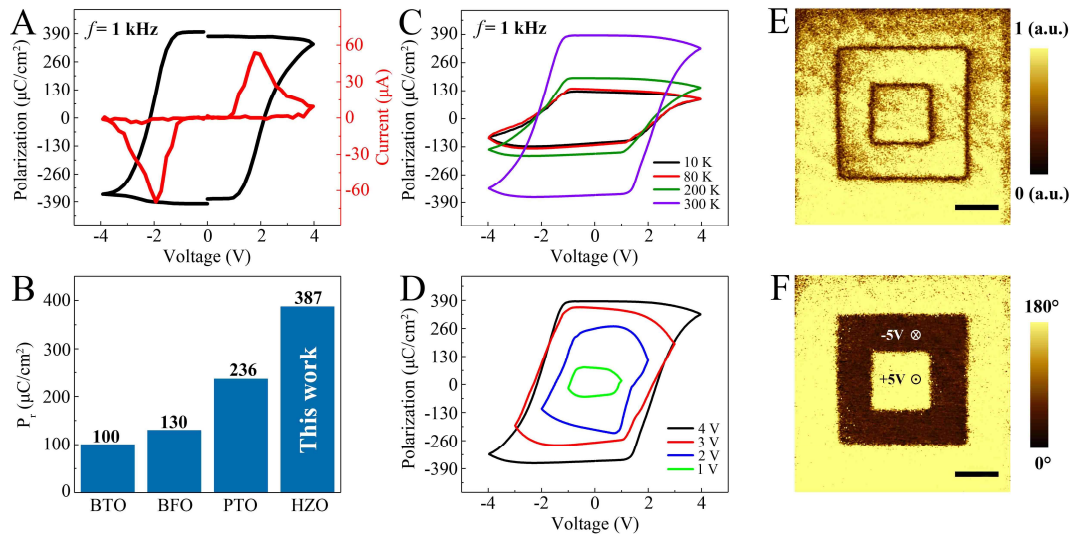 A
f = 1 kHz
Polarization (μC/cm²)
390
260
130
0
-130
-260
-390
60
30
0
-30
-60
Current (μA)
-4
-2
0
2
4
Voltage (V)
B
P_r (μC/cm²)
400
300
200
100
0
100
130
236
387
This work
BTO
BFO
PTO
HZO
C
f = 1 kHz
Polarization (μC/cm²)
390
260
130
0
-130
-260
-390
10 K
80 K
200 K
300 K
-4
-2
0
2
4
Voltage (V)
D
Polarization (μC/cm²)
390
260
130
0
-130
-260
-390
4 V
3 V
2 V
1 V
-4
-2
0
2
4
Voltage (V)
E
1 (a.u.)
0 (a.u.)
F
-5V ⊗
+5V ⊙
180°
0°